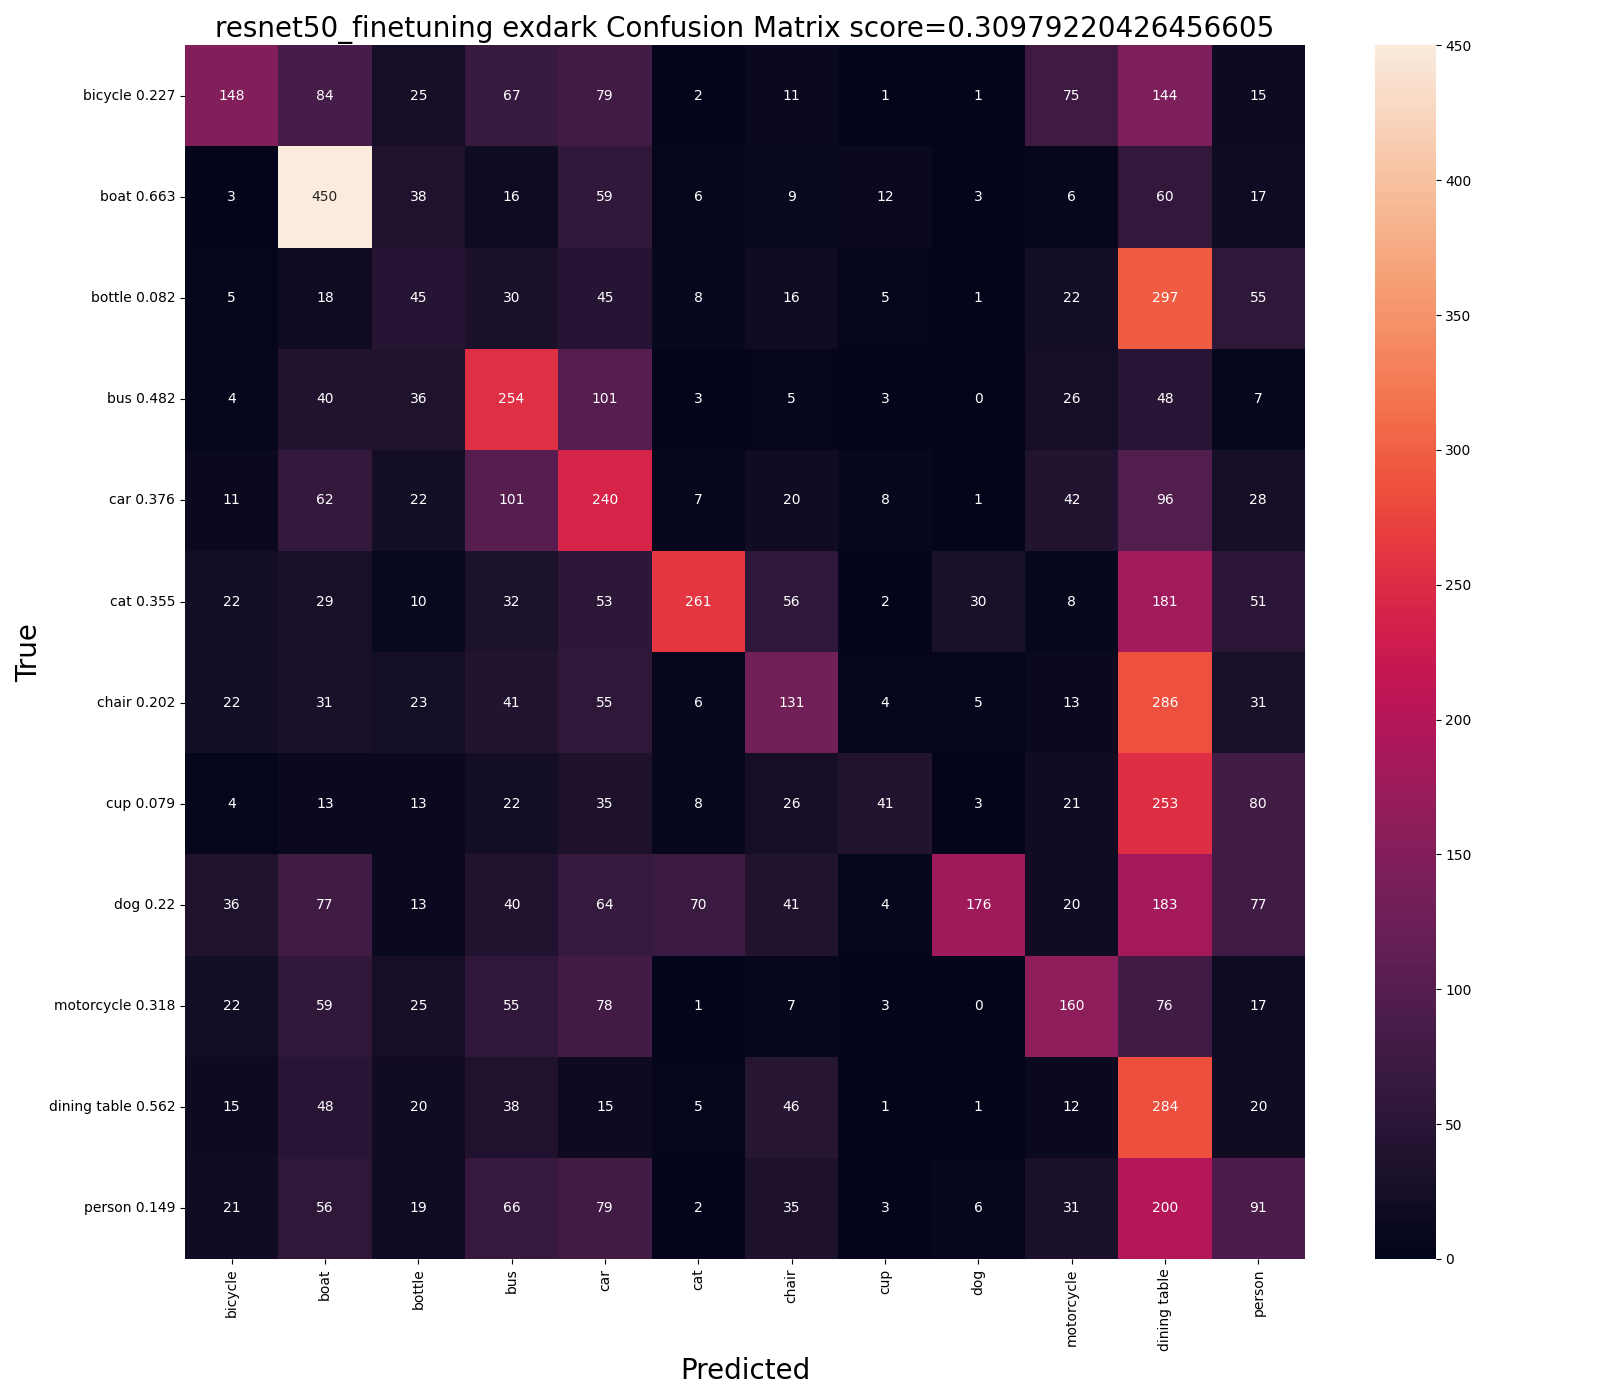 resnet50_finetuning exdark Confusion Matrix score=0.30979220426456605
True
bicycle 0.227 148 84 25 67 79 2 11 1 1 75 144 15
boat 0.663 3 450 38 16 59 6 9 12 3 6 60 17
bottle 0.082 5 18 45 30 45 8 16 5 1 22 297 55
bus 0.482 4 40 36 254 101 3 5 3 0 26 48 7
car 0.376 11 62 22 101 240 7 20 8 1 42 96 28
cat 0.355 22 29 10 32 53 261 56 2 30 8 181 51
chair 0.202 22 31 23 41 55 6 131 4 5 13 286 31
cup 0.079 4 13 13 22 35 8 26 41 3 21 253 80
dog 0.22 36 77 13 40 64 70 41 4 176 20 183 77
motorcycle 0.318 22 59 25 55 78 1 7 3 0 160 76 17
dining table 0.562 15 48 20 38 15 5 46 1 1 12 284 20
person 0.149 21 56 19 66 79 2 35 3 6 31 200 91
bicycle boat bottle bus car cat chair cup dog motorcycle dining table person
Predicted
450
400
350
300
250
200
150
100
50
0